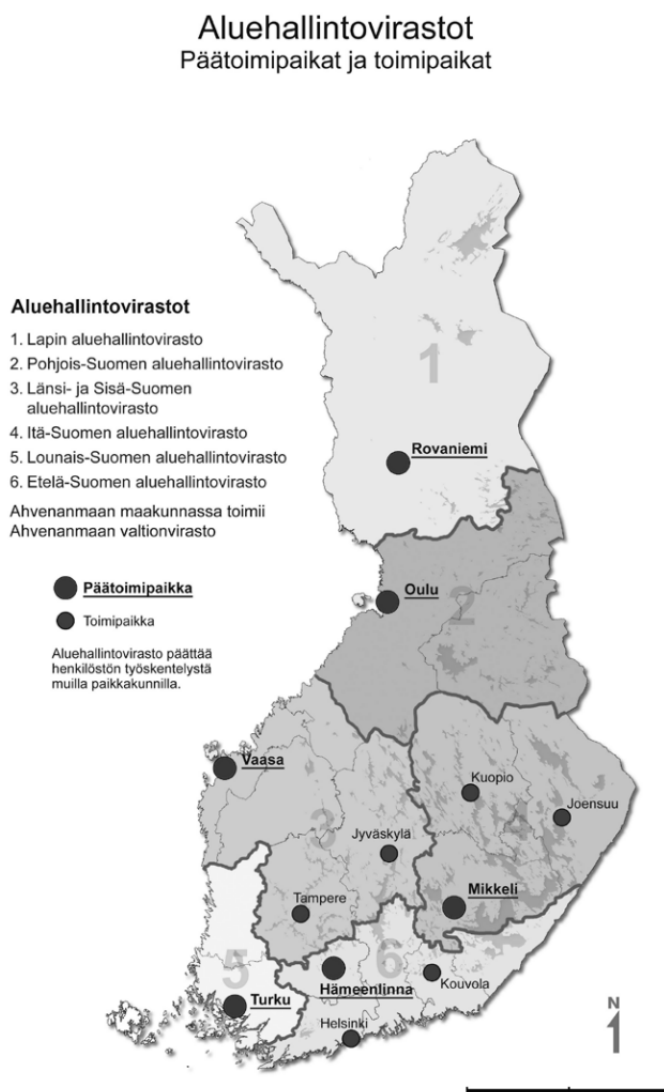 Aluehallintovirastot
Päätoimipaikat ja toimipaikat
Aluehallintovirastot
1. Lapin aluehallintovirasto
2. Pohjois-Suomen aluehallintovirasto
3. Länsi- ja Sisä-Suomen
aluehallintovirasto
4. Itä-Suomen aluehallintovirasto
5. Lounais-Suomen aluehallintovirasto
6. Etelä-Suomen aluehallintovirasto
Ahvenanmaan maakunnassa toimii
Ahvenanmaan valtionvirasto
Päätoimipaikka
Toimipaikka
Aluehallintovirasto päättää
henkilöstön työskentelystä
muilla paikkakunnilla.
1
Rovaniemi
Oulu
2
Vaasa
Kuopio
Joensuu
3
4
Jyväskylä
Mikkeli
Tampere
5
6
Hämeenlinna
Kouvola
Turku
Helsinki
N